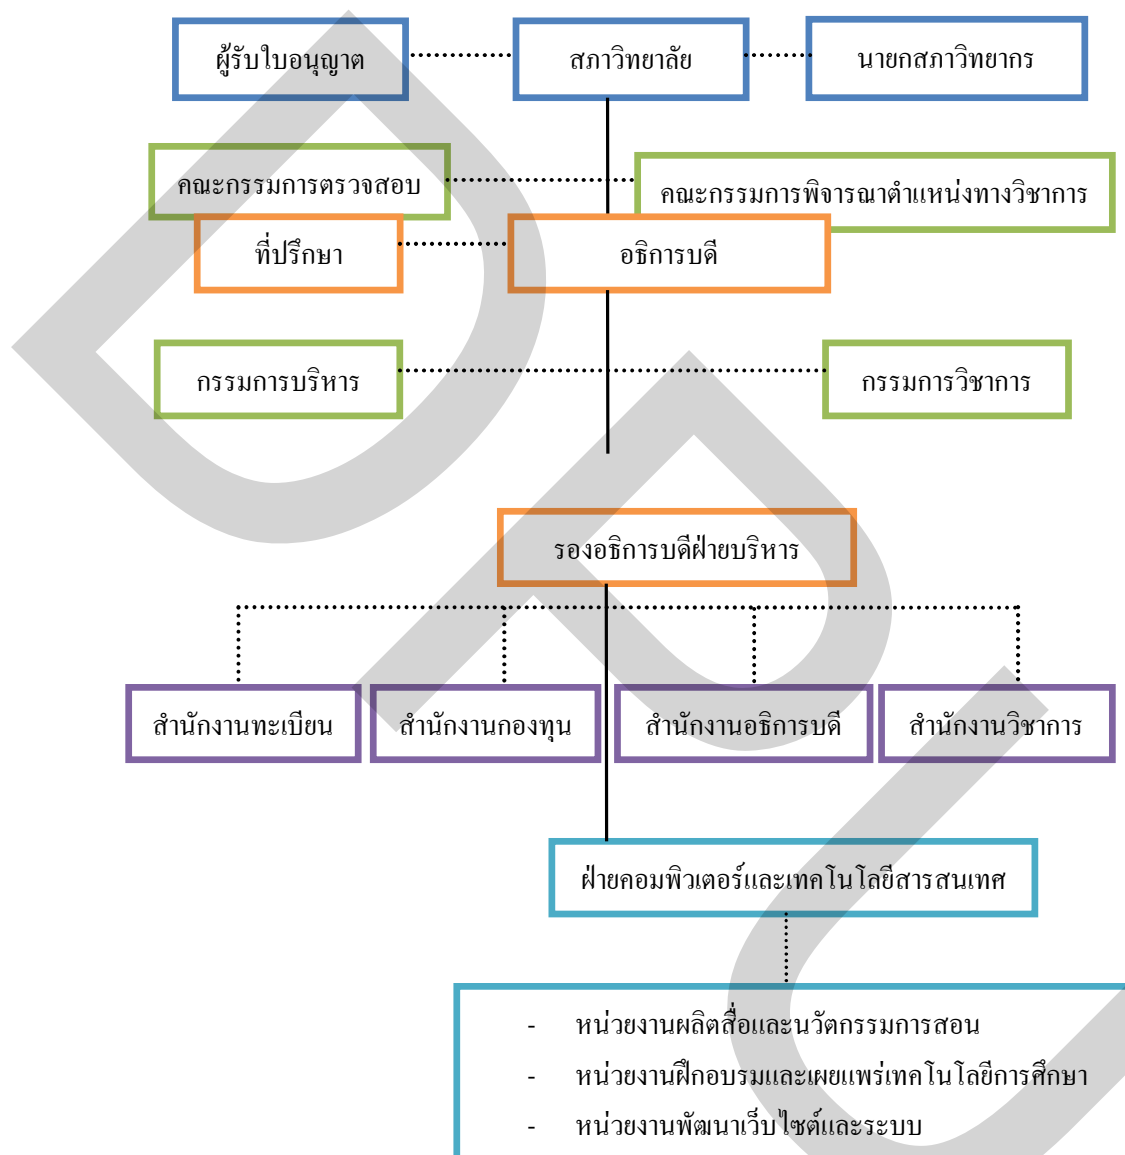 ผู้รับใบอนุญาต
สภาวิทยาลัย
นายกสภาวิทยากร
คณะกรรมการตรวจสอบ
คณะกรรมการพิจารณาตำแหน่งทางวิชาการ
ที่ปรึกษา
อธิการบดี
กรรมการบริหาร
กรรมการวิชาการ
รองอธิการบดีฝ่ายบริหาร
สำนักงานทะเบียน
สำนักงานกองทุน
สำนักงานอธิการบดี
สำนักงานวิชาการ
ฝ่ายคอมพิวเตอร์และเทคโนโลยีสารสนเทศ
- หน่วยงานผลิตสื่อและนวัตกรรมการสอน
- หน่วยงานฝึกอบรมและเผยแพร่เทคโนโลยีการศึกษา
- หน่วยงานพัฒนาเว็บไซต์และระบบ
DPU